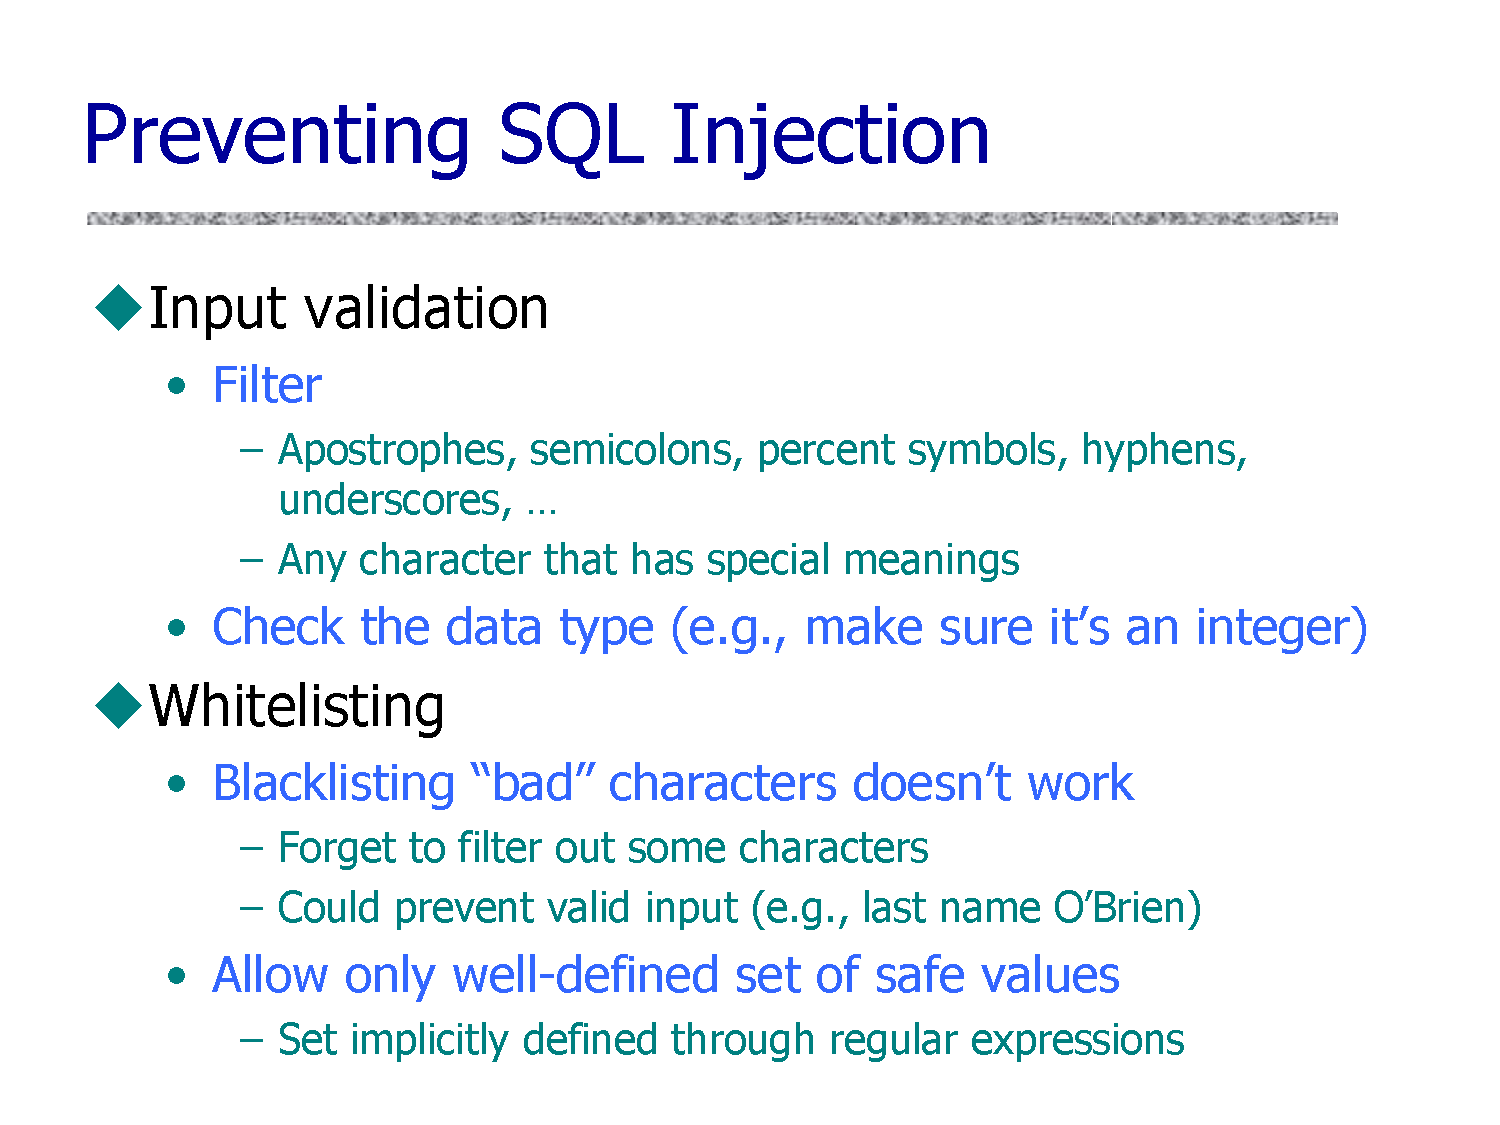 Preventing SQL Injection
◆Input validation
• Filter
– Apostrophes, semicolons, percent symbols, hyphens,
underscores, …
– Any character that has special meanings
• Check the data type (e.g., make sure it’s an integer)
◆Whitelisting
• Blacklisting “bad” characters doesn’t work
– Forget to filter out some characters
– Could prevent valid input (e.g., last name O’Brien)
• Allow only well-defined set of safe values
– Set implicitly defined through regular expressions